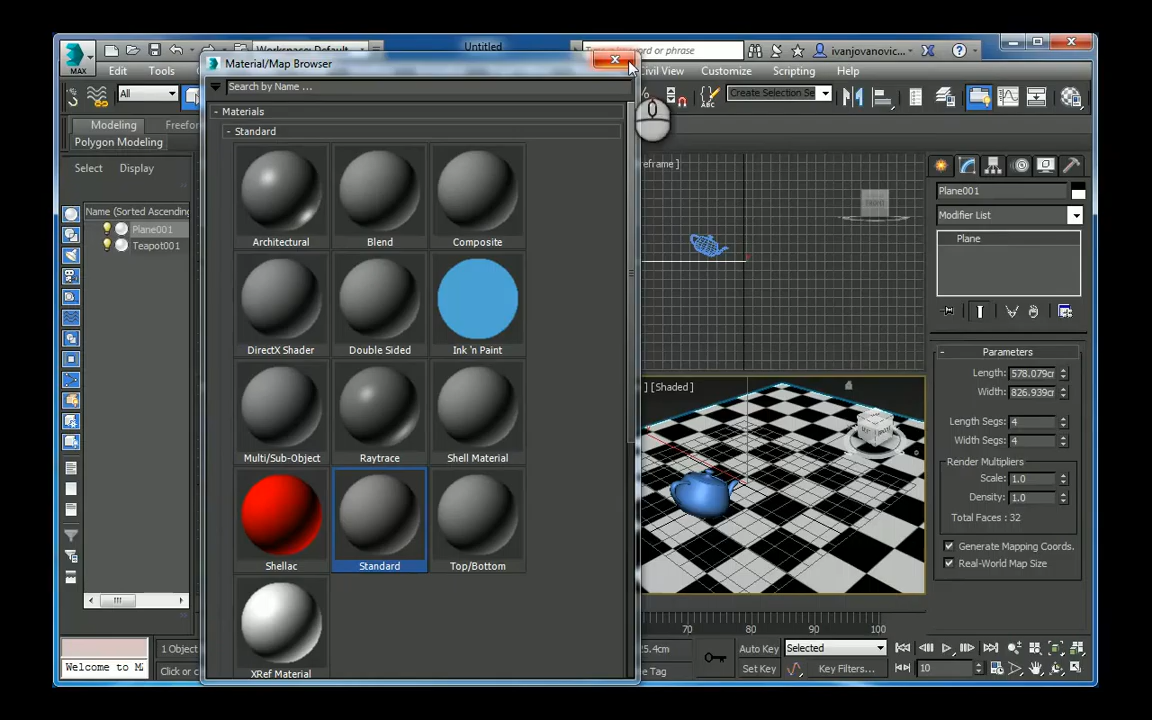 Workspace: Default
Untitled
or phrase
ivanjovanovic...
MAX
Edit
Tools
Civil View
Customize
Scripting
Help
Material/Map Browser
Search by Name ...
All
Create Selection Se
Modeling
Freefor
Polygon Modeling
Select
Display
Name (Sorted Ascending
Plane001
Teapot001
- Materials
- Standard
Architectural
Blend
Composite
DirectX Shader
Double Sided
Ink 'n Paint
Multi/Sub-Object
Raytrace
Shell Material
Shellac
Standard
Top/Bottom
XRef Material
eframe ]
FRONT
] [Shaded ]
Plane001
Modifier List
Plane
- Parameters
Length: 578.079cr
Width: 826.939cr
Length Segs: 4
Width Segs: 4
Render Multipliers
Scale: 1.0
Density: 1.0
Total Faces : 32
Generate Mapping Coords.
Real-World Map Size
70 80 90 100
1 Object
25.4cm
Auto Key
Selected
Welcome to M
Click or
e Tag
Set Key
Key Filters...
10